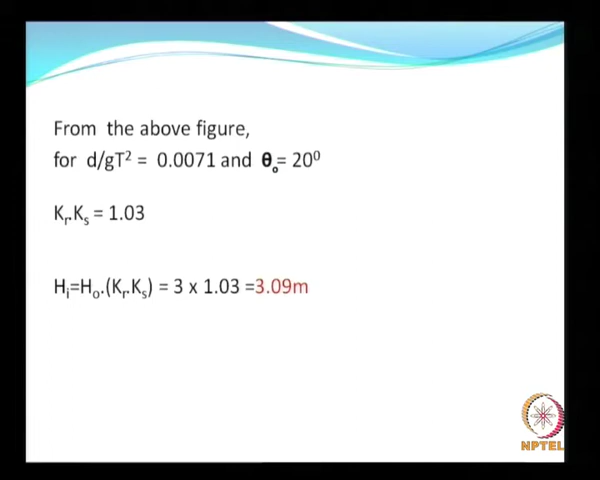 From the above figure,
for d/gT² = 0.0071 and θₒ= 20⁰
Kᵣ.Kₛ = 1.03
Hᵢ=Hₒ.(Kᵣ.Kₛ) = 3 x 1.03 =3.09m
NPTEL